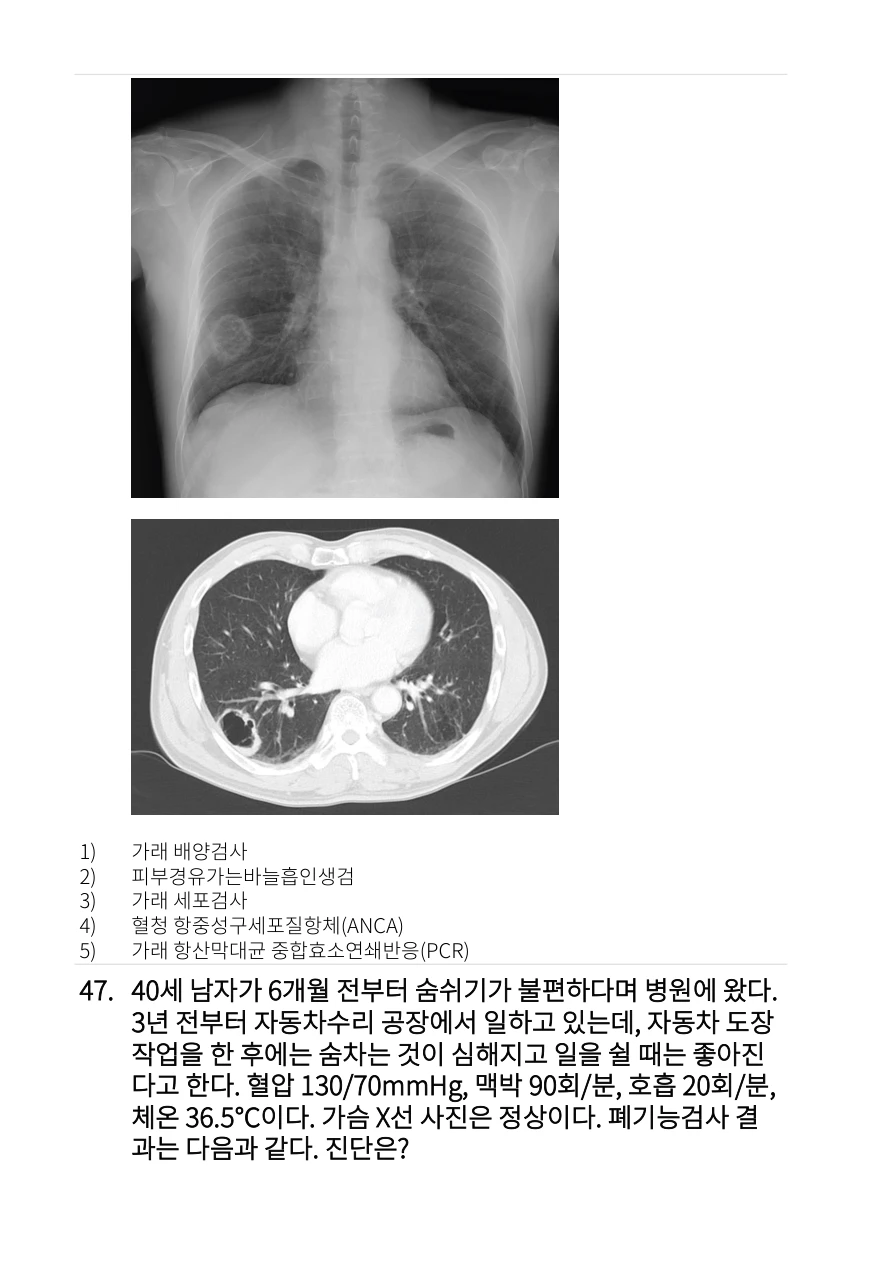 1) 가래 배양검사
2) 피부경유가는바늘흡인생검
3) 가래 세포검사
4) 혈청 항중성구세포질항체(ANCA)
5) 가래 항산막대균 중합효소연쇄반응(PCR)
47. 40세 남자가 6개월 전부터 숨쉬기가 불편하다며 병원에 왔다.
3년 전부터 자동차수리 공장에서 일하고 있는데, 자동차 도장
작업을 한 후에는 숨차는 것이 심해지고 일을 쉴 때는 좋아진
다고 한다. 혈압 130/70mmHg, 맥박 90회/분, 호흡 20회/분,
체온 36.5℃이다. 가슴 X선 사진은 정상이다. 폐기능검사 결
과는 다음과 같다. 진단은?